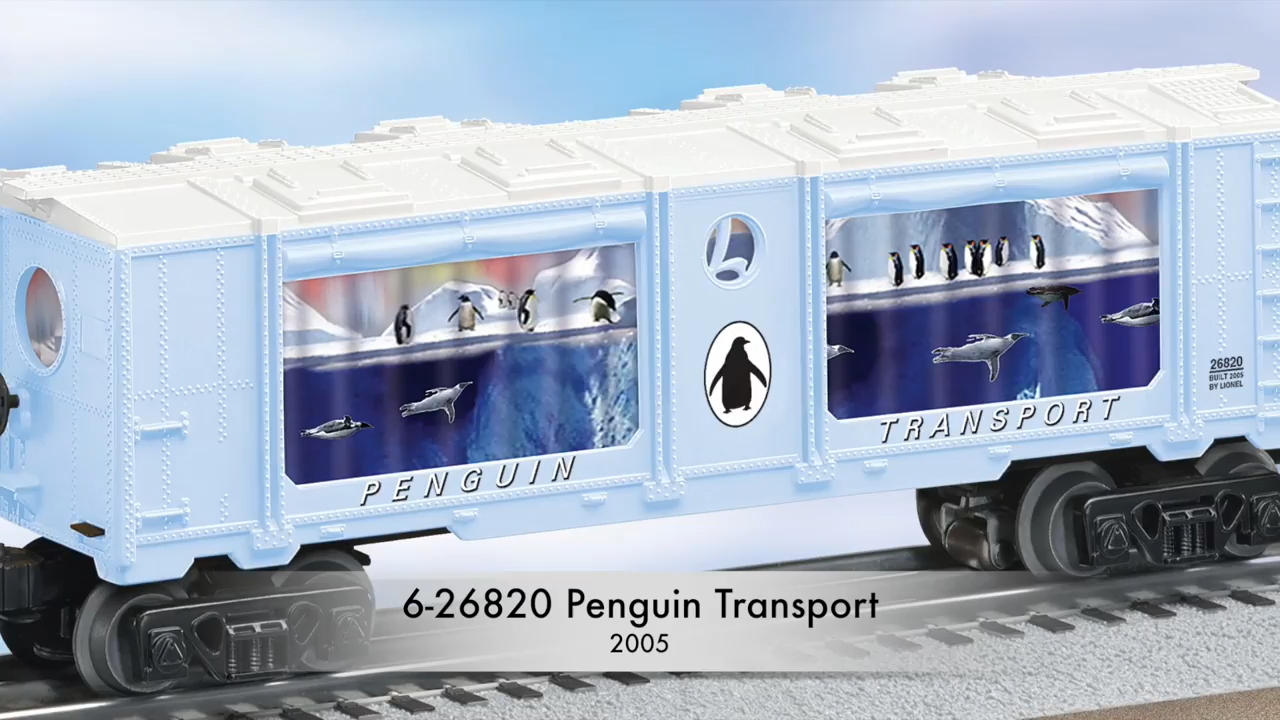 PENGUIN
L
TRANSPORT
26820
BUILT 2005
BY LIONEL
6-26820 Penguin Transport
2005